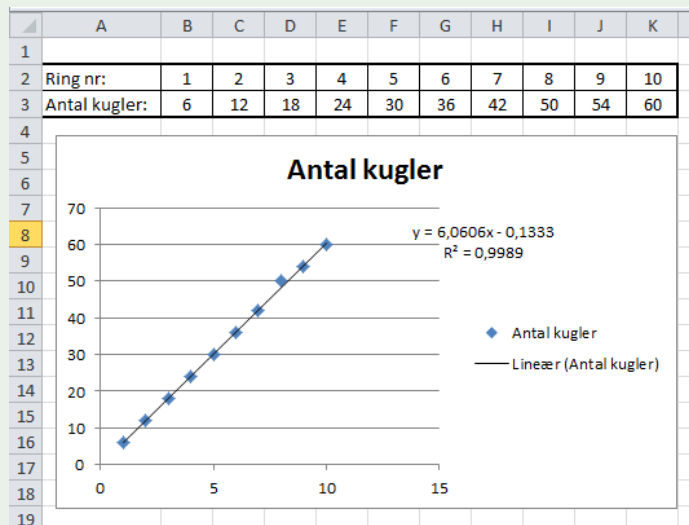 A B C D E F G H I J K
1
2 Ring nr: 1 2 3 4 5 6 7 8 9 10
3 Antal kugler: 6 12 18 24 30 36 42 50 54 60
4
5
6
7
8
9
10
11
12
13
14
15
16
17
18
19
Antal kugler
70
60
50
40
30
20
10
0
0 5 10 15
y = 6,0606x - 0,1333
R² = 0,9989
Antal kugler
Lineær (Antal kugler)